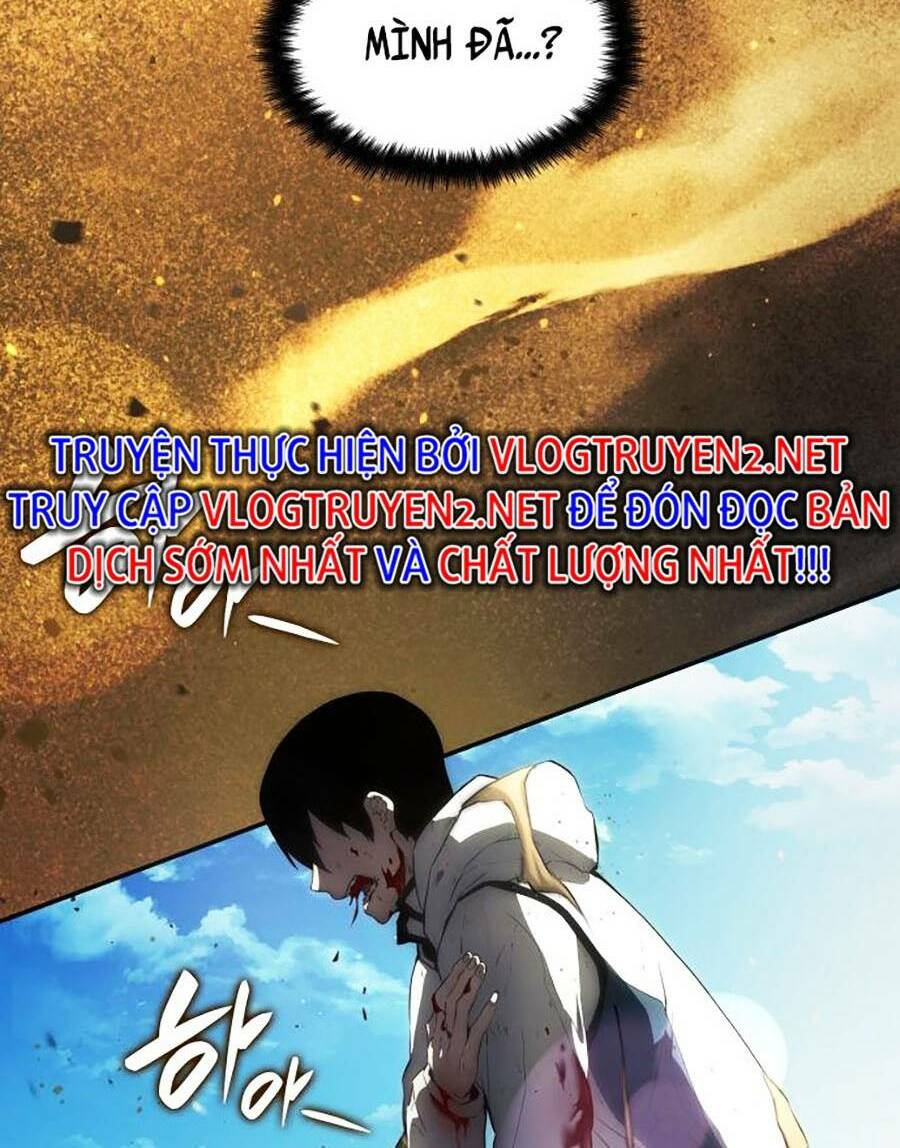 MÌNH ĐÃ...?
TRUYỆN THỰC HIỆN BỞI VLOGTRUYEN2.NET
TRUY CẬP VLOGTRUYEN2.NET ĐỂ ĐÓN ĐỌC BẢN
DỊCH SỚM NHẤT VÀ CHẤT LƯỢNG NHẤT!!!
하아-
하아-